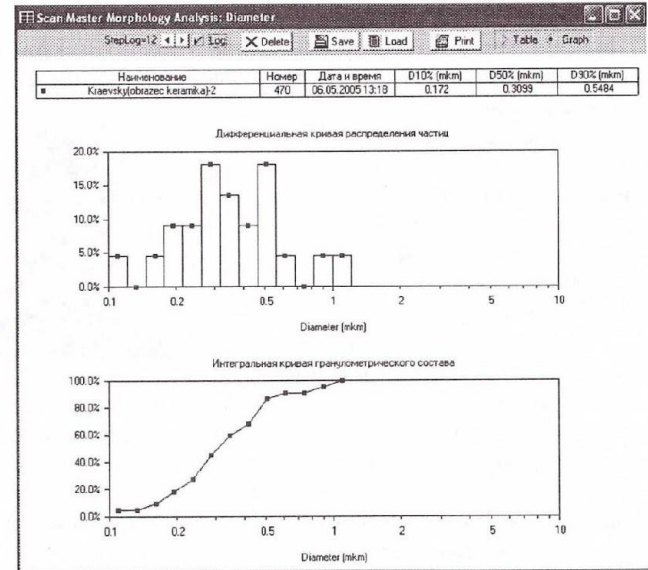 Scan Master Morphology Analysis: Diameter
StepLog=12 Log Delete Save Load Print Table Graph
Наименование Номер Дата и время D10% (mkm) D50% (mkm) D90% (mkm)
Kraevsky(obrazec keramika)-2 470 06.05.2005 13:18 0.172 0.3099 0.5484
Дифференциальная кривая распределения частиц
20.0%
15.0%
10.0%
5.0%
0.0%
0.1 0.2 0.5 1 2 5 10
Diameter (mkm)
Интегральная кривая гранулометрического состава
100.0%
80.0%
60.0%
40.0%
20.0%
0.0%
0.1 0.2 0.5 1 2 5 10
Diameter (mkm)